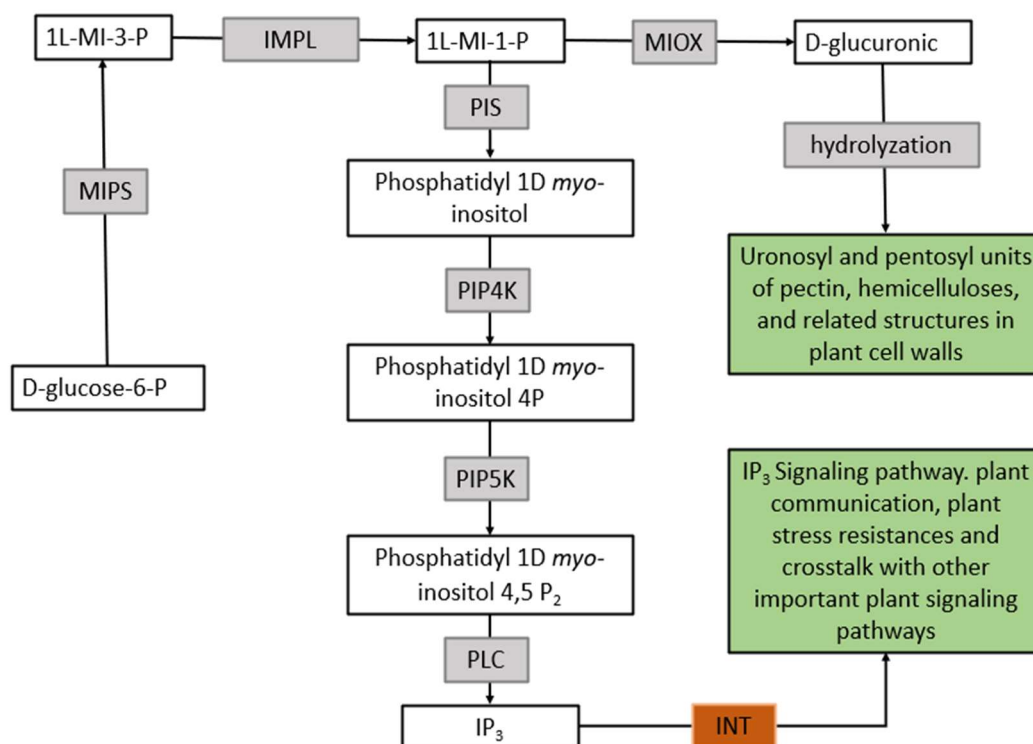 1L-MI-3-P
IMPL
1L-MI-1-P
MIOX
D-glucuronic
PIS
hydrolyzation
MIPS
Phosphatidyl 1D myo-
inositol
Uronosyl and pentosyl units
of pectin, hemicelluloses,
and related structures in
plant cell walls
PIP4K
D-glucose-6-P
Phosphatidyl 1D myo-
inositol 4P
PIP5K
IP₃ Signaling pathway. plant
communication, plant
stress resistances and
crosstalk with other
important plant signaling
pathways
Phosphatidyl 1D myo-
inositol 4,5 P₂
PLC
IP₃
INT